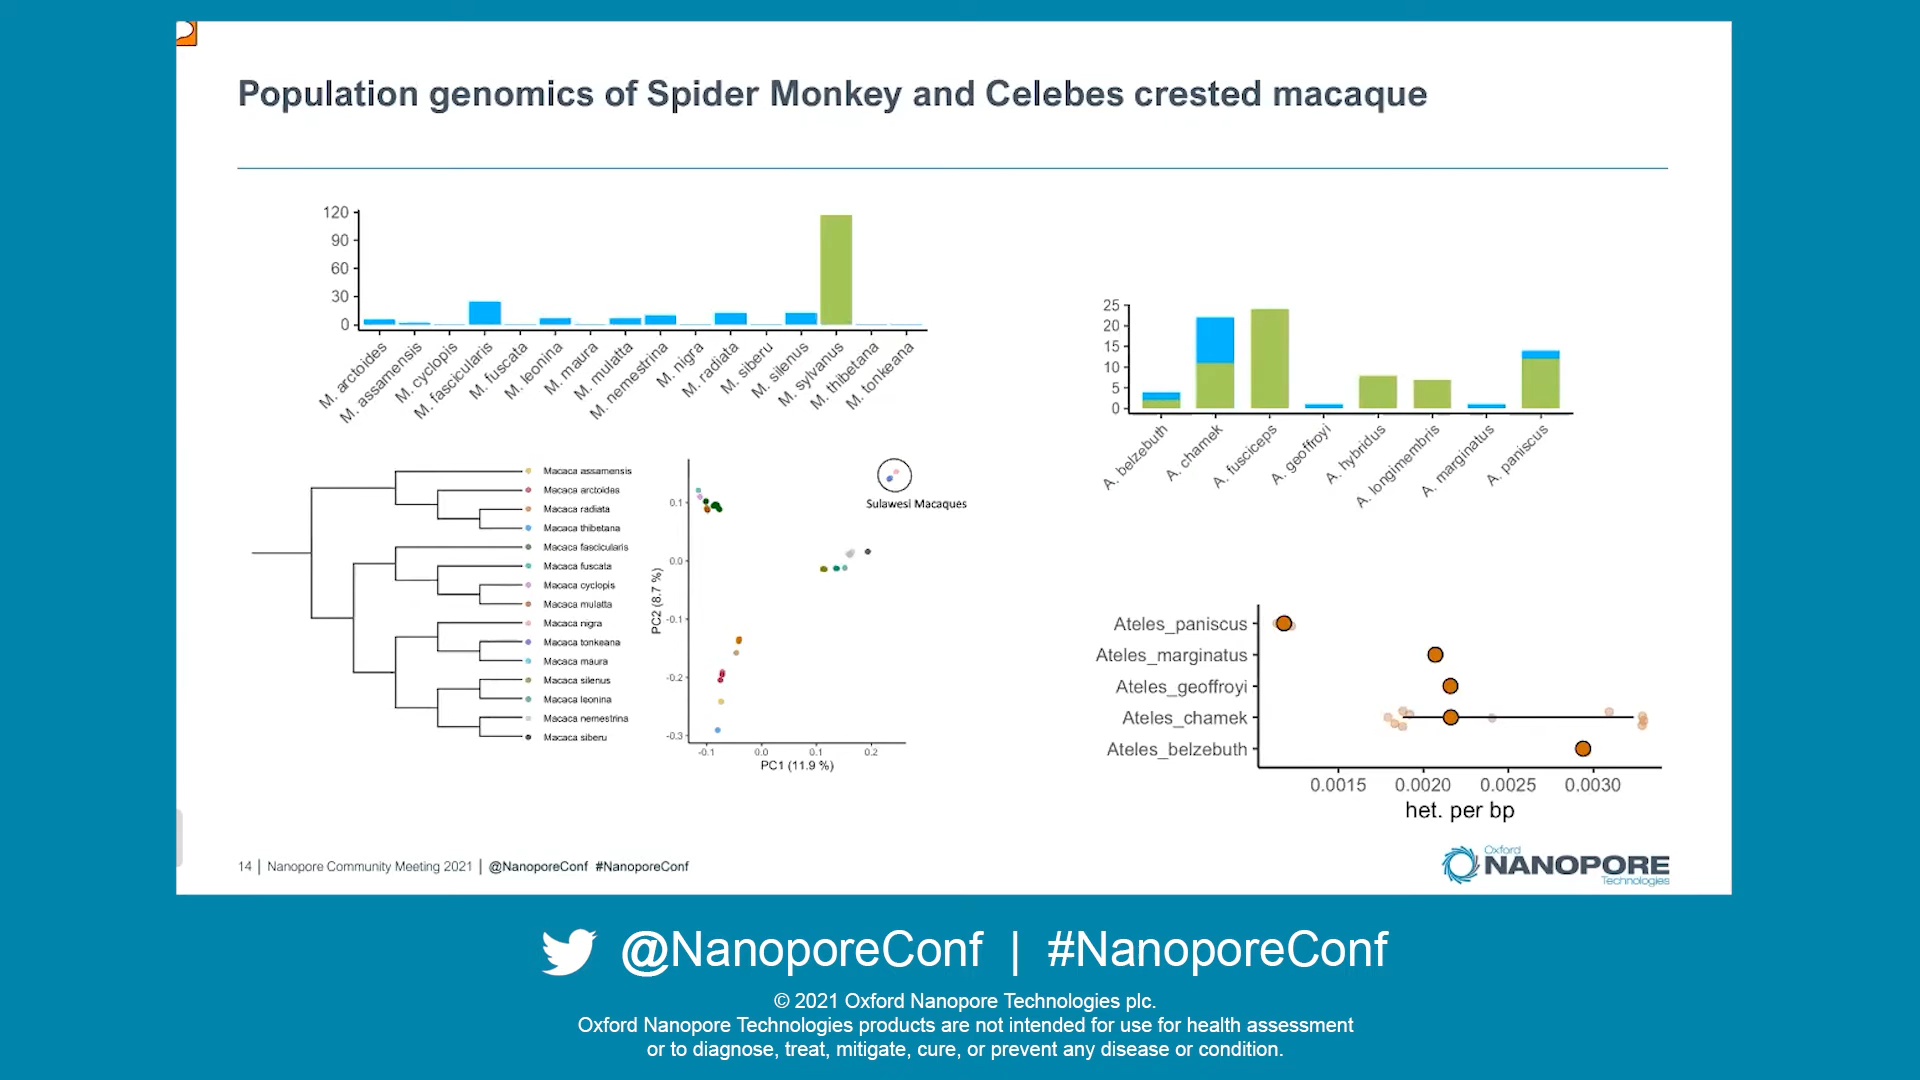 Population genomics of Spider Monkey and Celebes crested macaque
120
90
60
30
0
M. arctoides
M. assamensis
M. cyclopis
M. fascicularis
M. fuscata
M. leonina
M. maura
M. mulatta
M. nemestrina
M. nigra
M. radiata
M. siberu
M. silenus
M. sylvanus
M. thibetana
M. tonkeana
25
20
15
10
5
0
A. belzebuth
A. chamek
A. fusciceps
A. geoffroyi
A. hybridus
A. longimembris
A. marginatus
A. paniscus
Macaca assamensis
Macaca arctoides
Macaca radiata
Macaca thibetana
Macaca fascicularis
Macaca fuscata
Macaca cyclopis
Macaca mulatta
Macaca nigra
Macaca tonkeana
Macaca maura
Macaca silenus
Macaca leonina
Macaca nemestrina
Macaca siberu
Sulawesi Macaques
PC2 (8.7 %)
0.1
0.0
-0.1
-0.2
-0.3
-0.1
0.0
0.1
0.2
PC1 (11.9 %)
Ateles_paniscus
Ateles_marginatus
Ateles_geoffroyi
Ateles_chamek
Ateles_belzebuth
0.0015
0.0020
0.0025
0.0030
het. per bp
14 | Nanopore Community Meeting 2021 | @NanoporeConf #NanoporeConf
Oxford
NANOPORE
Technologies
@NanoporeConf | #NanoporeConf
© 2021 Oxford Nanopore Technologies plc.
Oxford Nanopore Technologies products are not intended for use for health assessment
or to diagnose, treat, mitigate, cure, or prevent any disease or condition.